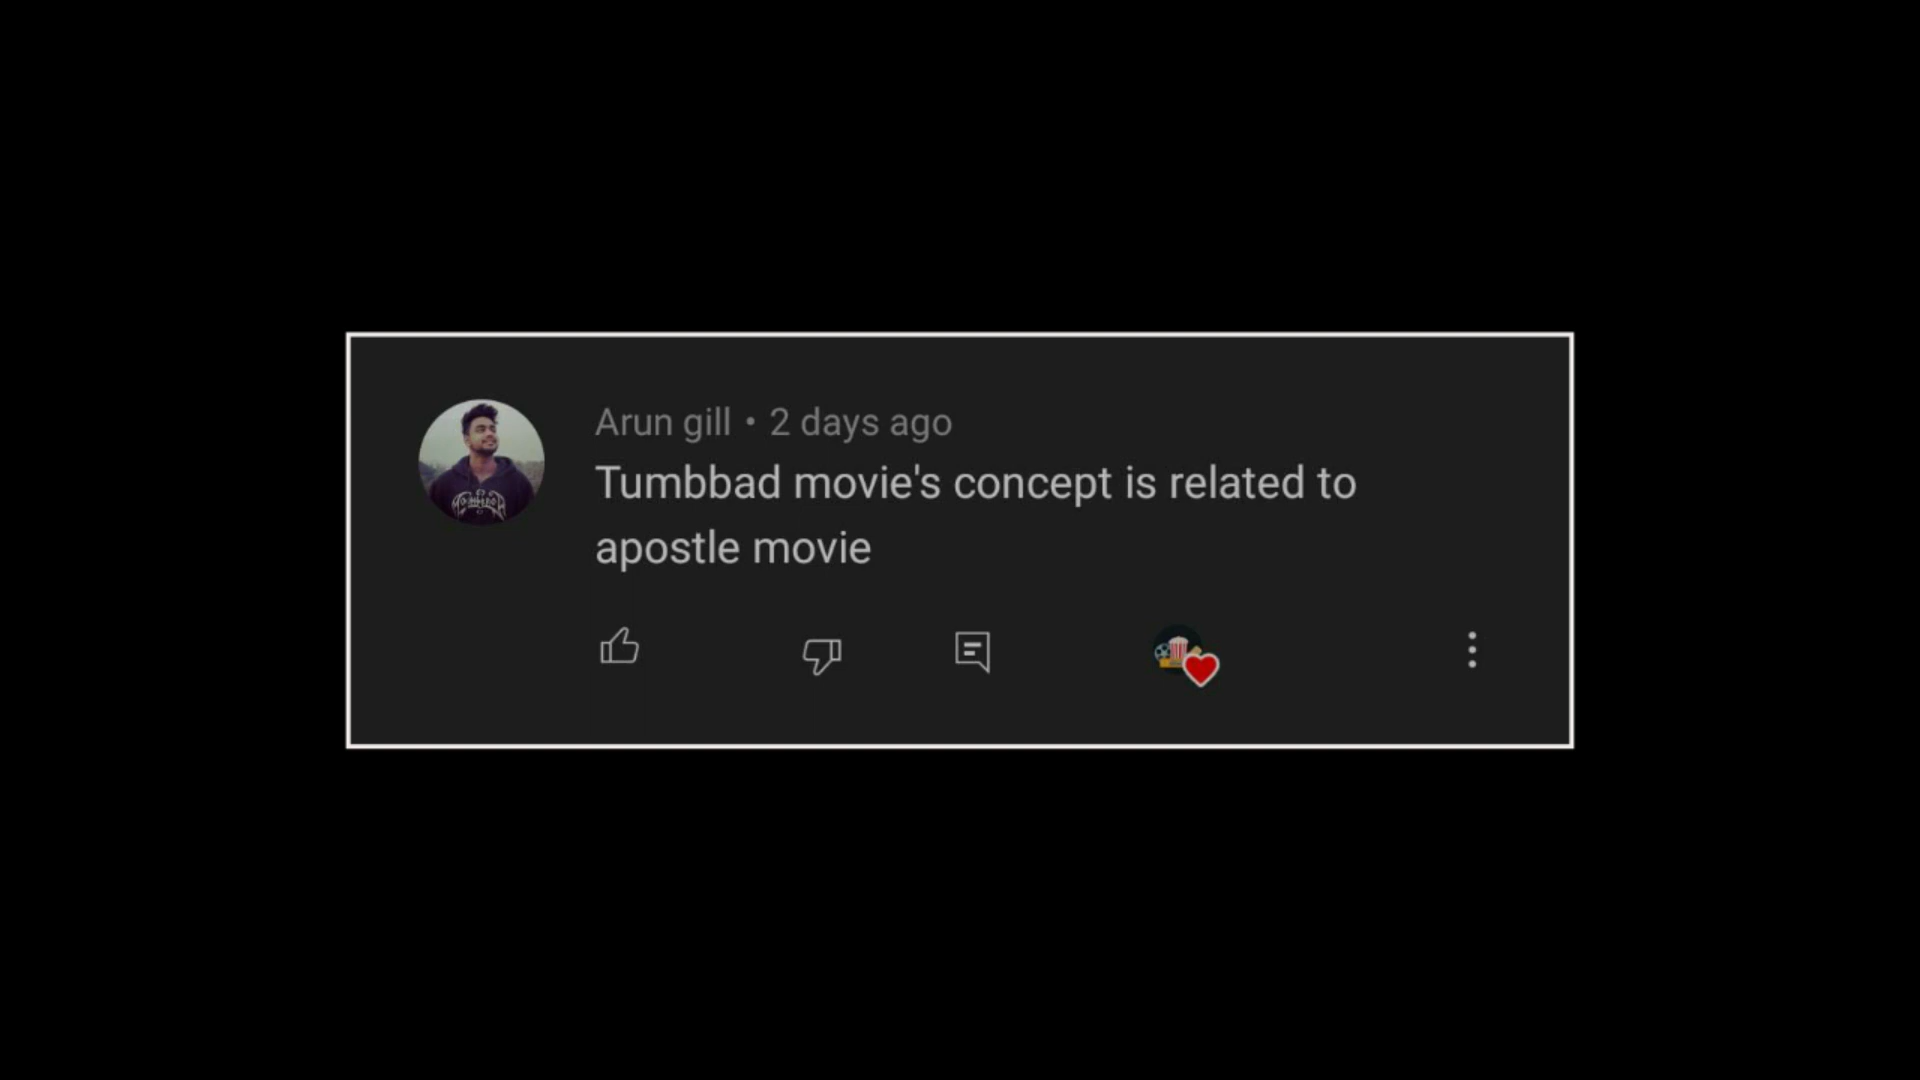 Arun gill • 2 days ago
Tumbbad movie's concept is related to
apostle movie